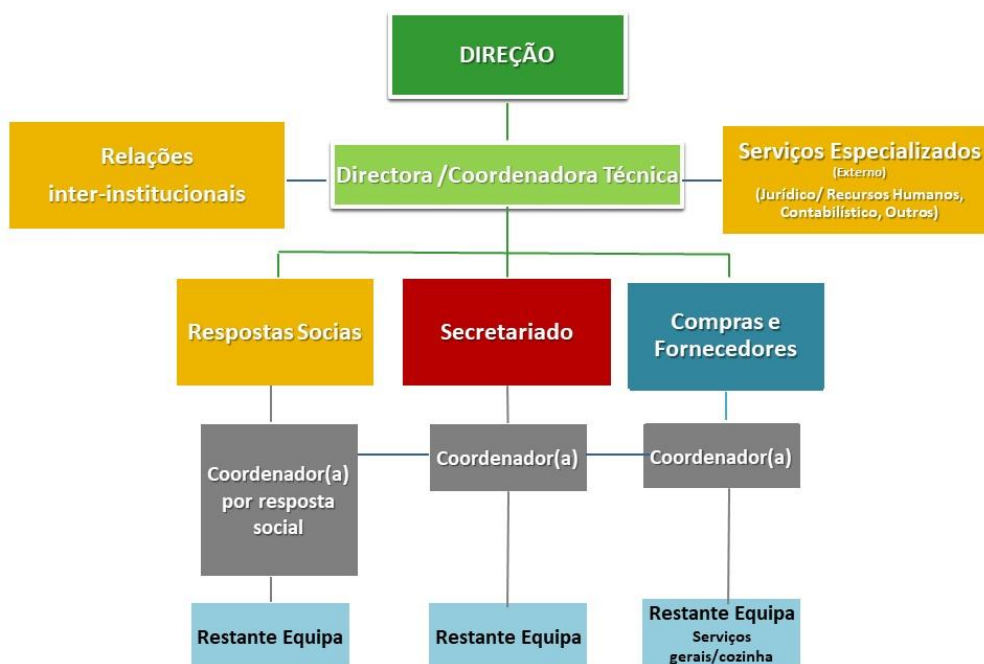 DIREÇÃO
Relações
inter-institucionais
Directora /Coordenadora Técnica
Serviços Especializados
(Externo)
(Jurídico/ Recursos Humanos,
Contabilístico, Outros)
Respostas Socias
Secretariado
Compras e
Fornecedores
Coordenador(a)
por resposta
social
Coordenador(a)
Coordenador(a)
Restante Equipa
Restante Equipa
Restante Equipa
Serviços
gerais/cozinha